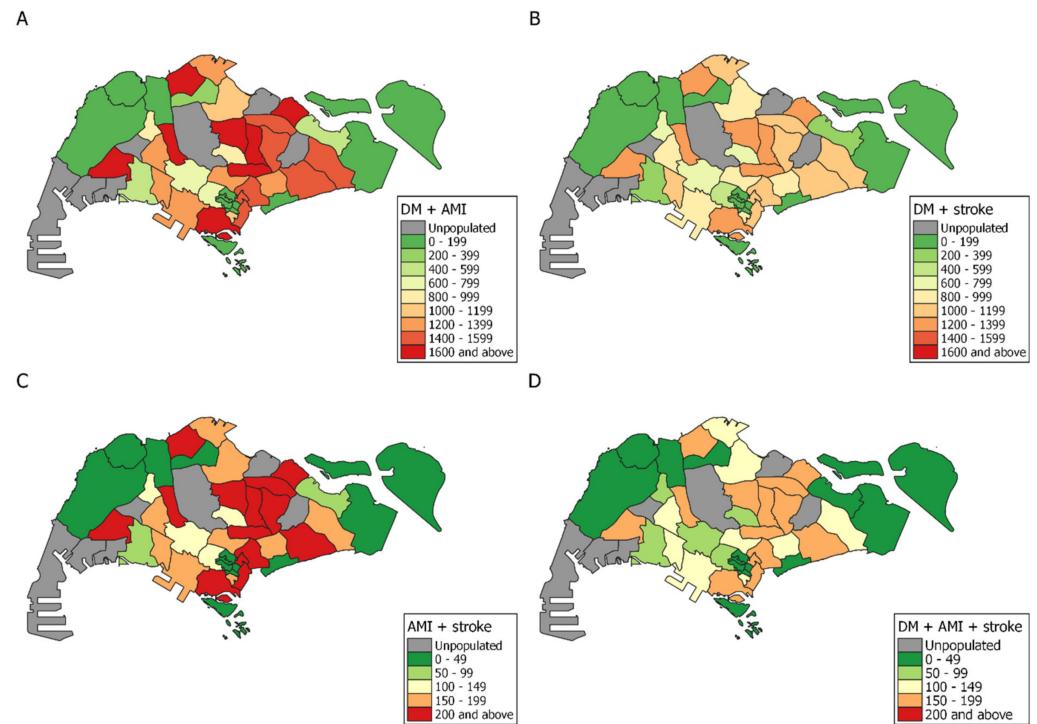 A
B
DM + AMI
Unpopulated
0 - 199
200 - 399
400 - 599
600 - 799
800 - 999
1000 - 1199
1200 - 1399
1400 - 1599
1600 and above
DM + stroke
Unpopulated
0 - 199
200 - 399
400 - 599
600 - 799
800 - 999
1000 - 1199
1200 - 1399
1400 - 1599
1600 and above
C
D
AMI + stroke
Unpopulated
0 - 49
50 - 99
100 - 149
150 - 199
200 and above
DM + AMI + stroke
Unpopulated
0 - 49
50 - 99
100 - 149
150 - 199
200 and above